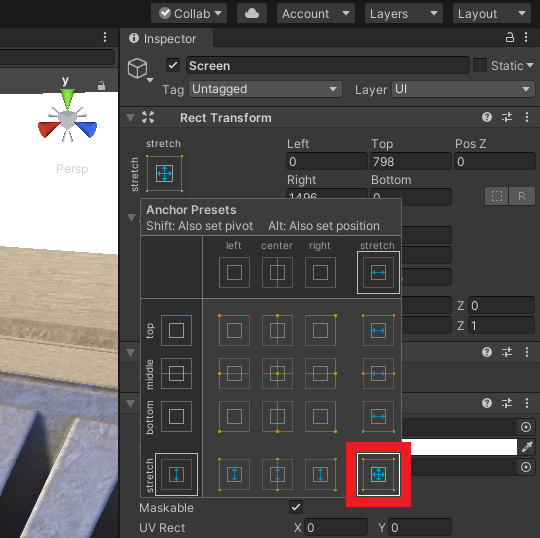 Collab Account Layers Layout
Inspector
Screen Static
Tag Untagged Layer UI
Rect Transform
stretch
stretch
Left Top Pos Z
0 798 0
Right Bottom
1496 0
R
Anchor Presets
Shift: Also set pivot Alt: Also set position
left center right stretch
top
middle
bottom
stretch
Z 0
Z 1
Maskable
UV Rect X 0 Y 0
y
Persp